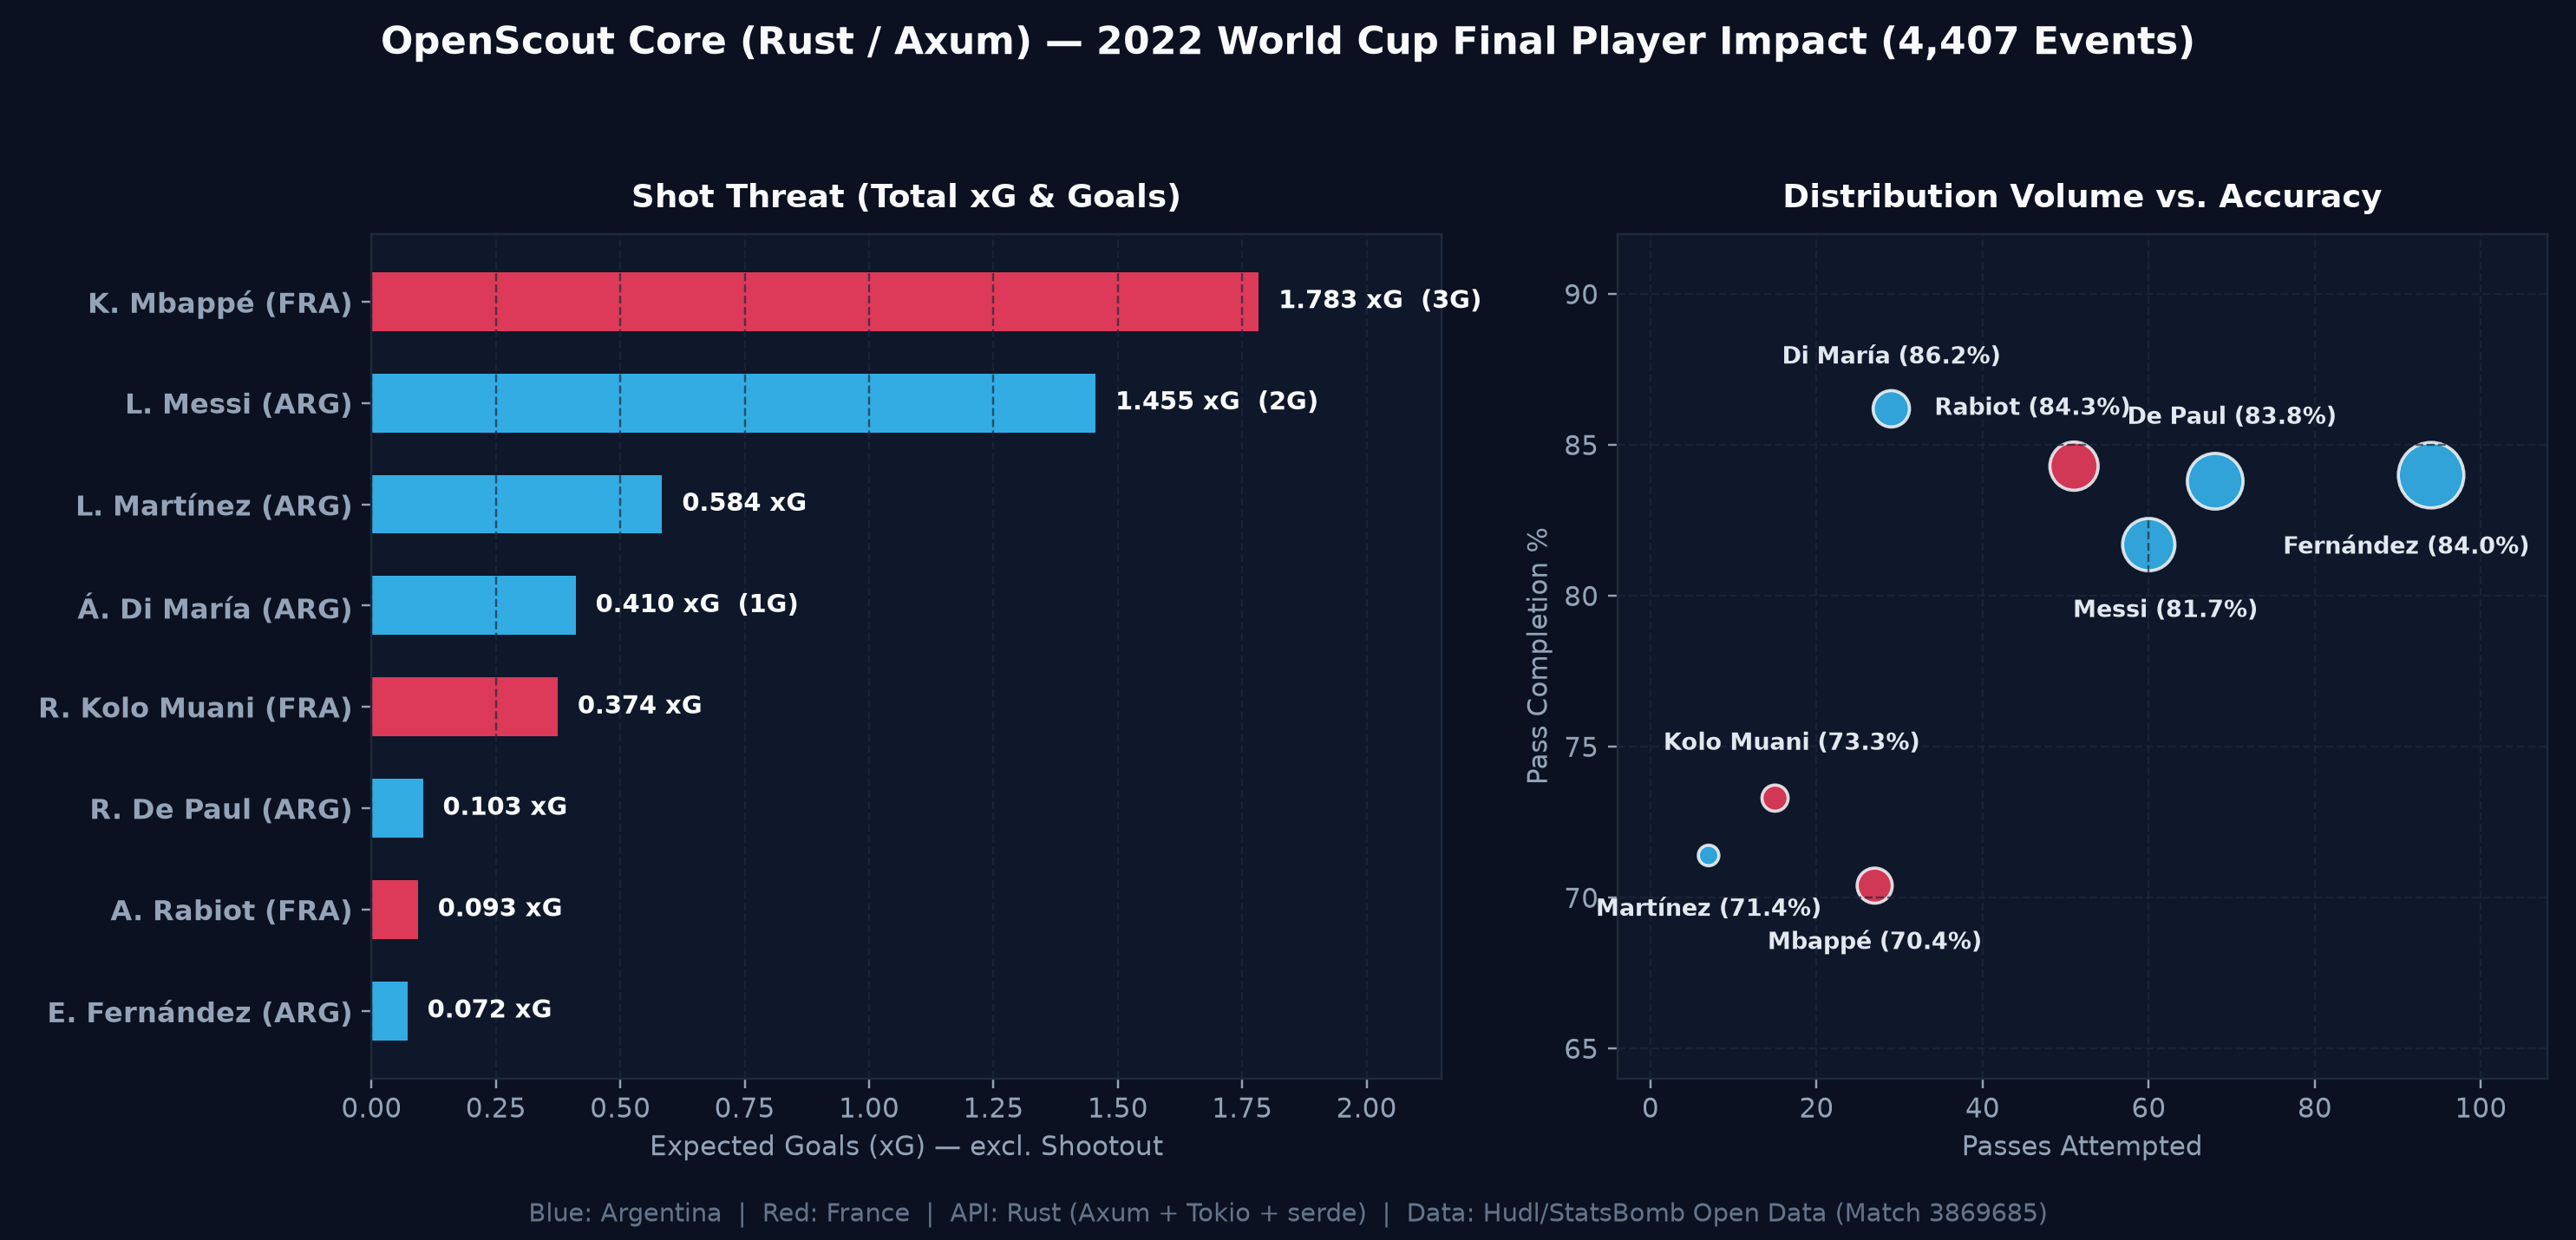 OpenScout Core (Rust / Axum) — 2022 World Cup Final Player Impact (4,407 Events)
Shot Threat (Total xG & Goals)
K. Mbappé (FRA)
1.783 xG  (3G)
L. Messi (ARG)
1.455 xG  (2G)
L. Martínez (ARG)
0.584 xG
Á. Di María (ARG)
0.410 xG  (1G)
R. Kolo Muani (FRA)
0.374 xG
R. De Paul (ARG)
0.103 xG
A. Rabiot (FRA)
0.093 xG
E. Fernández (ARG)
0.072 xG
0.00 0.25 0.50 0.75 1.00 1.25 1.50 1.75 2.00
Expected Goals (xG) — excl. Shootout
Distribution Volume vs. Accuracy
Pass Completion %
90
85
80
75
70
65
Di María (86.2%)
Rabiot (84.3%)
De Paul (83.8%)
Fernández (84.0%)
Messi (81.7%)
Kolo Muani (73.3%)
Martínez (71.4%)
Mbappé (70.4%)
0 20 40 60 80 100
Passes Attempted
Blue: Argentina | Red: France | API: Rust (Axum + Tokio + serde) | Data: Hudl/StatsBomb Open Data (Match 3869685)